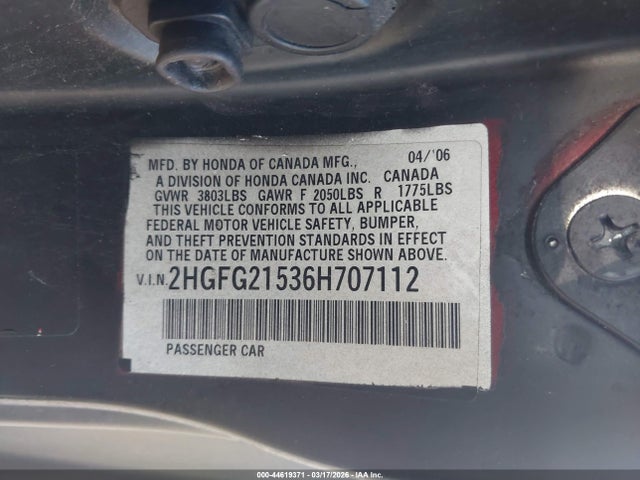 MFD. BY HONDA OF CANADA MFG., 04/'06
A DIVISION OF HONDA CANADA INC. CANADA
GVWR 3803LBS GAWR F 2050LBS R 1775LBS
THIS VEHICLE CONFORMS TO ALL APPLICABLE
FEDERAL MOTOR VEHICLE SAFETY, BUMPER,
AND THEFT PREVENTION STANDARDS IN EFFECT
ON THE DATE OF MANUFACTURE SHOWN ABOVE.
V.I.N. 2HGFG21536H707112
PASSENGER CAR
000-44619371 | 03/17/2026 - IAA Inc.